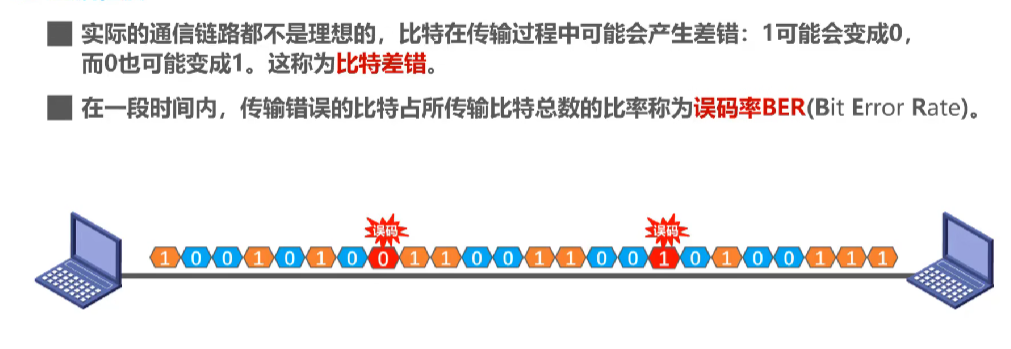 实际的通信链路都不是理想的，比特在传输过程中可能会产生差错：1可能会变成0，
而0也可能变成1。这称为比特差错。
在一段时间内，传输错误的比特占所传输比特总数的比率称为误码率BER(Bit Error Rate)。
误码 误码
1 0 0 1 0 1 0 0 1 1 0 0 1 1 0 0 1 0 1 0 0 1 1 1